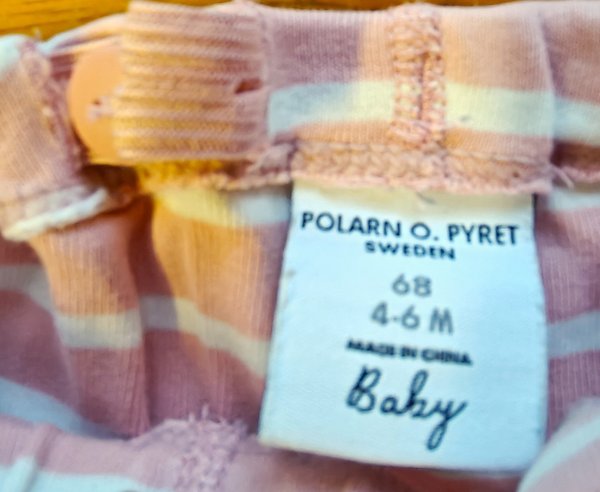 POLARN O. PYRET
SWEDEN
68
4-6 M
MADE IN CHINA
Baby